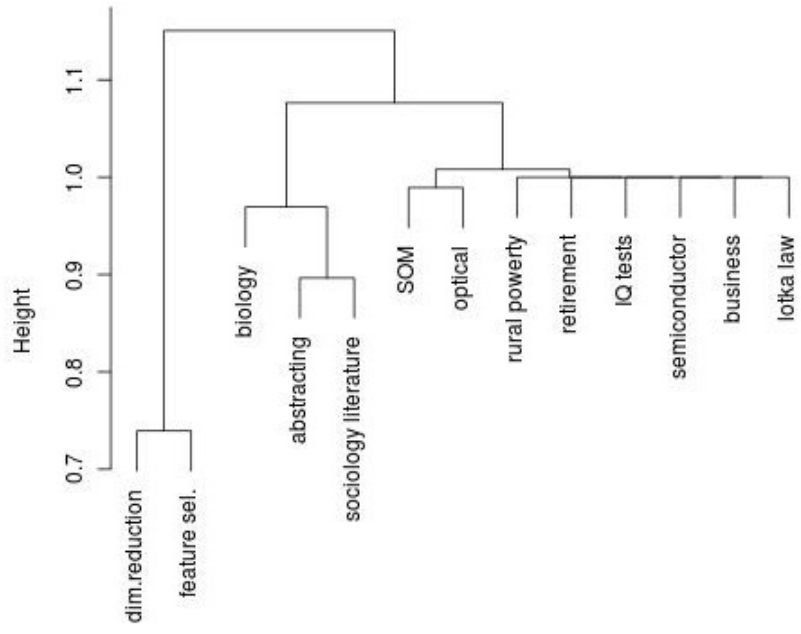 Height
1.1
1.0
0.9
0.8
0.7
dim.reduction
feature sel.
biology
abstracting
sociology literature
SOM
optical
rural powerty
retirement
IQ tests
semiconductor
business
lotka law